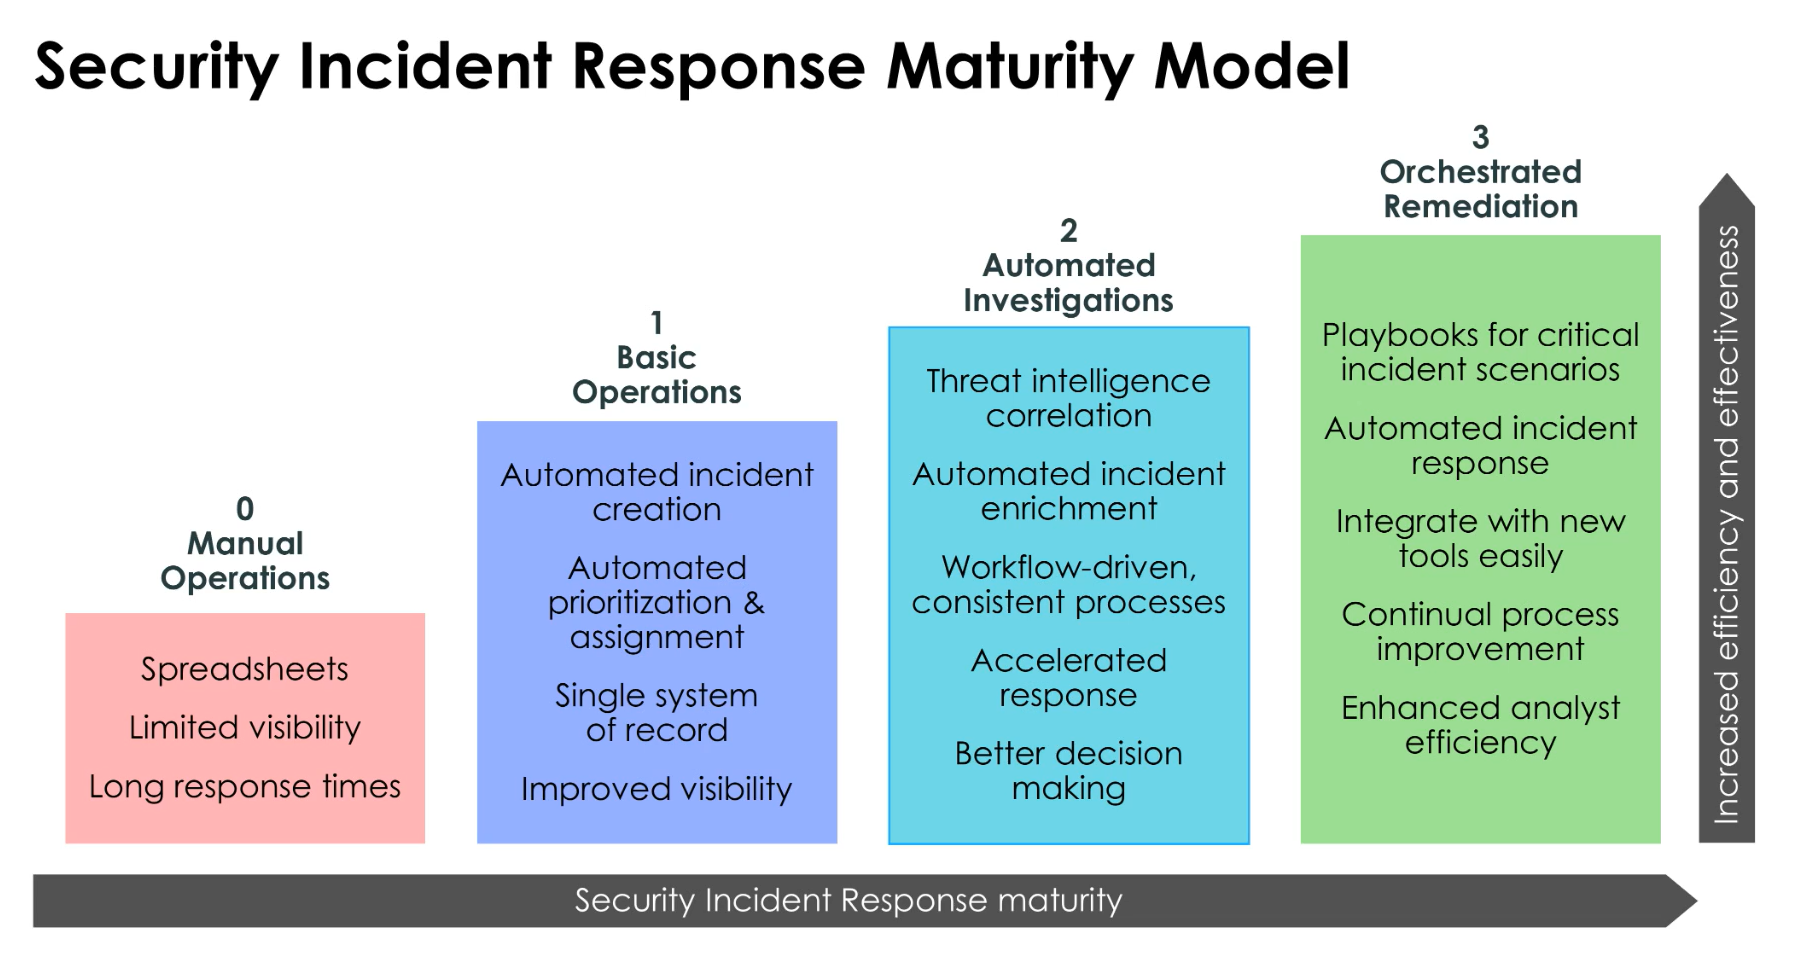 Security Incident Response Maturity Model
0
Manual
Operations
Spreadsheets
Limited visibility
Long response times
1
Basic
Operations
Automated incident
creation
Automated
prioritization &
assignment
Single system
of record
Improved visibility
2
Automated
Investigations
Threat intelligence
correlation
Automated incident
enrichment
Workflow-driven,
consistent processes
Accelerated
response
Better decision
making
3
Orchestrated
Remediation
Playbooks for critical
incident scenarios
Automated incident
response
Integrate with new
tools easily
Continual process
improvement
Enhanced analyst
efficiency
Increased efficiency and effectiveness
Security Incident Response maturity